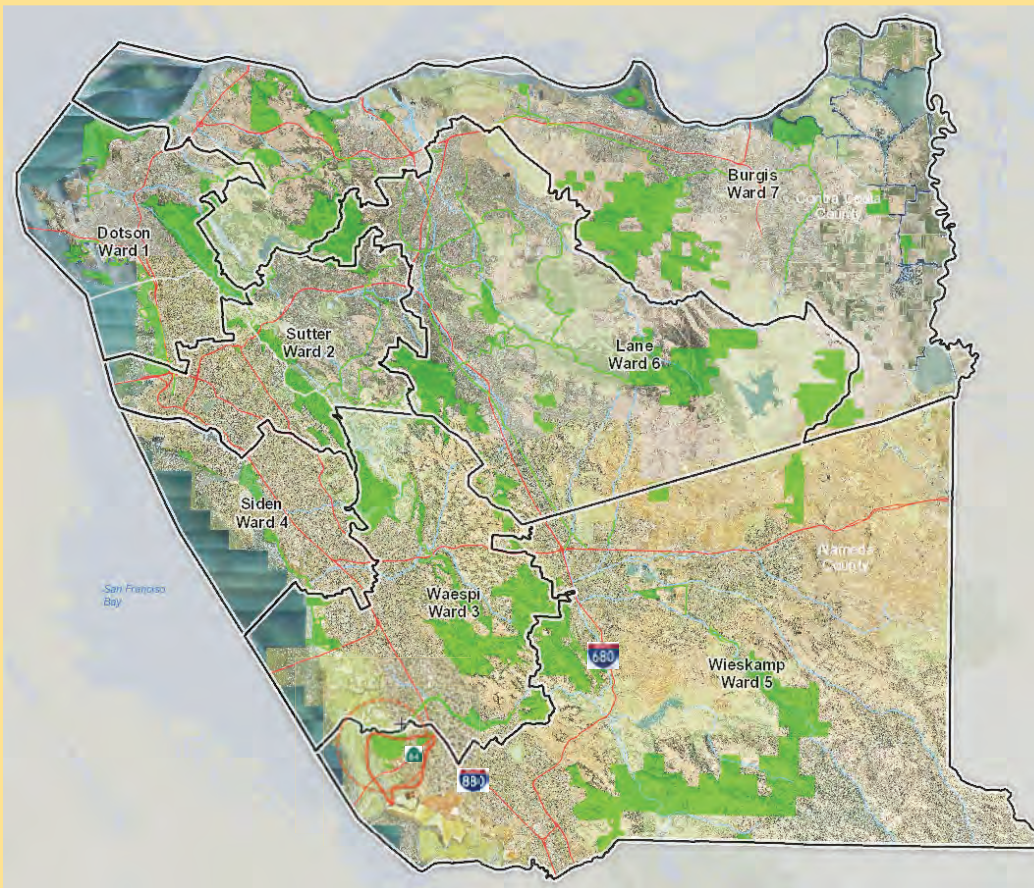 Burgis
Ward 7
Contra Costa
County
Dotson
Ward 1
Sutter
Ward 2
Lane
Ward 6
Siden
Ward 4
Alameda
County
San Franciso
Bay
Waespi
Ward 3
680
Wieskamp
Ward 5
84
880